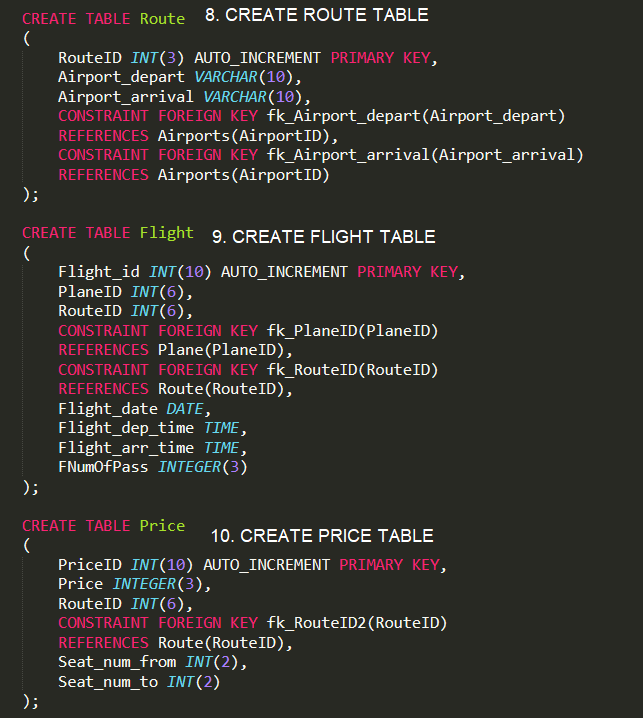 CREATE TABLE Route 8. CREATE ROUTE TABLE
(
RouteID INT(3) AUTO_INCREMENT PRIMARY KEY,
Airport_depart VARCHAR(10),
Airport_arrival VARCHAR(10),
CONSTRAINT FOREIGN KEY fk_Airport_depart(Airport_depart)
REFERENCES Airports(AirportID),
CONSTRAINT FOREIGN KEY fk_Airport_arrival(Airport_arrival)
REFERENCES Airports(AirportID)
);
CREATE TABLE Flight 9. CREATE FLIGHT TABLE
(
Flight_id INT(10) AUTO_INCREMENT PRIMARY KEY,
PlaneID INT(6),
RouteID INT(6),
CONSTRAINT FOREIGN KEY fk_PlaneID(PlaneID)
REFERENCES Plane(PlaneID),
CONSTRAINT FOREIGN KEY fk_RouteID(RouteID)
REFERENCES Route(RouteID),
Flight_date DATE,
Flight_dep_time TIME,
Flight_arr_time TIME,
FNumOfPass INTEGER(3)
);
CREATE TABLE Price 10. CREATE PRICE TABLE
(
PriceID INT(10) AUTO_INCREMENT PRIMARY KEY,
Price INTEGER(3),
RouteID INT(6),
CONSTRAINT FOREIGN KEY fk_RouteID2(RouteID)
REFERENCES Route(RouteID),
Seat_num_from INT(2),
Seat_num_to INT(2)
);